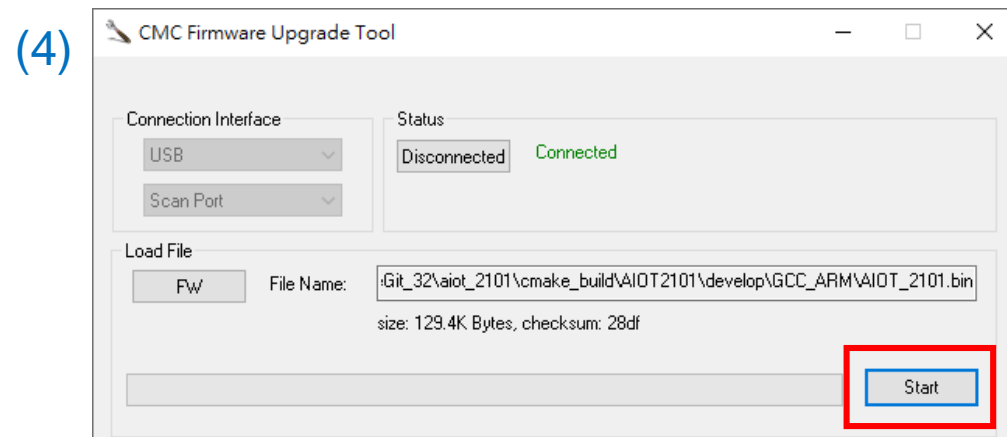 (4)
CMC Firmware Upgrade Tool
Connection Interface
USB
Scan Port
Status
Disconnected Connected
Load File
FW File Name: :Git_32\aiot_2101\cmake_build\AIOT2101\develop\GCC_ARM\AIOT_2101.bin
size: 129.4K Bytes, checksum: 28df
Start